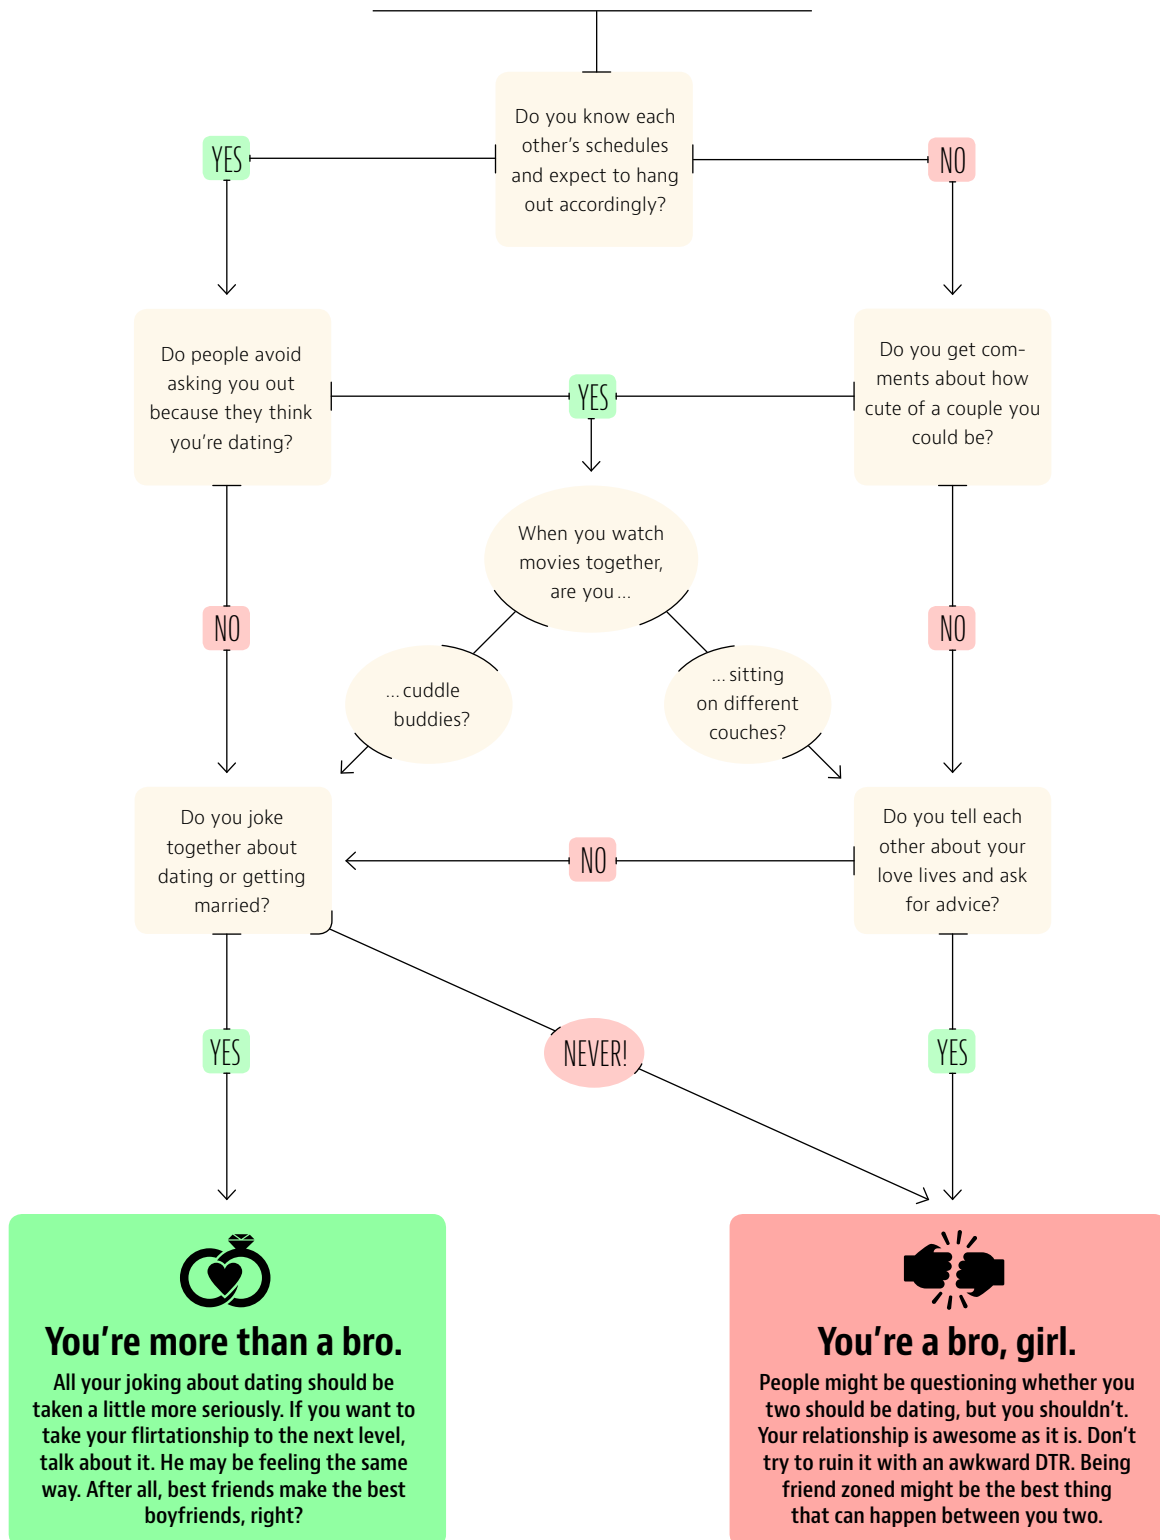 Do you know each
other's schedules
and expect to hang
out accordingly?
YES
NO
Do people avoid
asking you out
because they think
you're dating?
YES
Do you get com-
ments about how
cute of a couple you
could be?
When you watch
movies together,
are you ...
NO
NO
... cuddle
buddies?
... sitting
on different
couches?
Do you joke
together about
dating or getting
married?
NO
Do you tell each
other about your
love lives and ask
for advice?
YES
NEVER!
YES
You're more than a bro.
All your joking about dating should be
taken a little more seriously. If you want to
take your flirtationship to the next level,
talk about it. He may be feeling the same
way. After all, best friends make the best
boyfriends, right?
You're a bro, girl.
People might be questioning whether you
two should be dating, but you shouldn't.
Your relationship is awesome as it is. Don't
try to ruin it with an awkward DTR. Being
friend zoned might be the best thing
that can happen between you two.